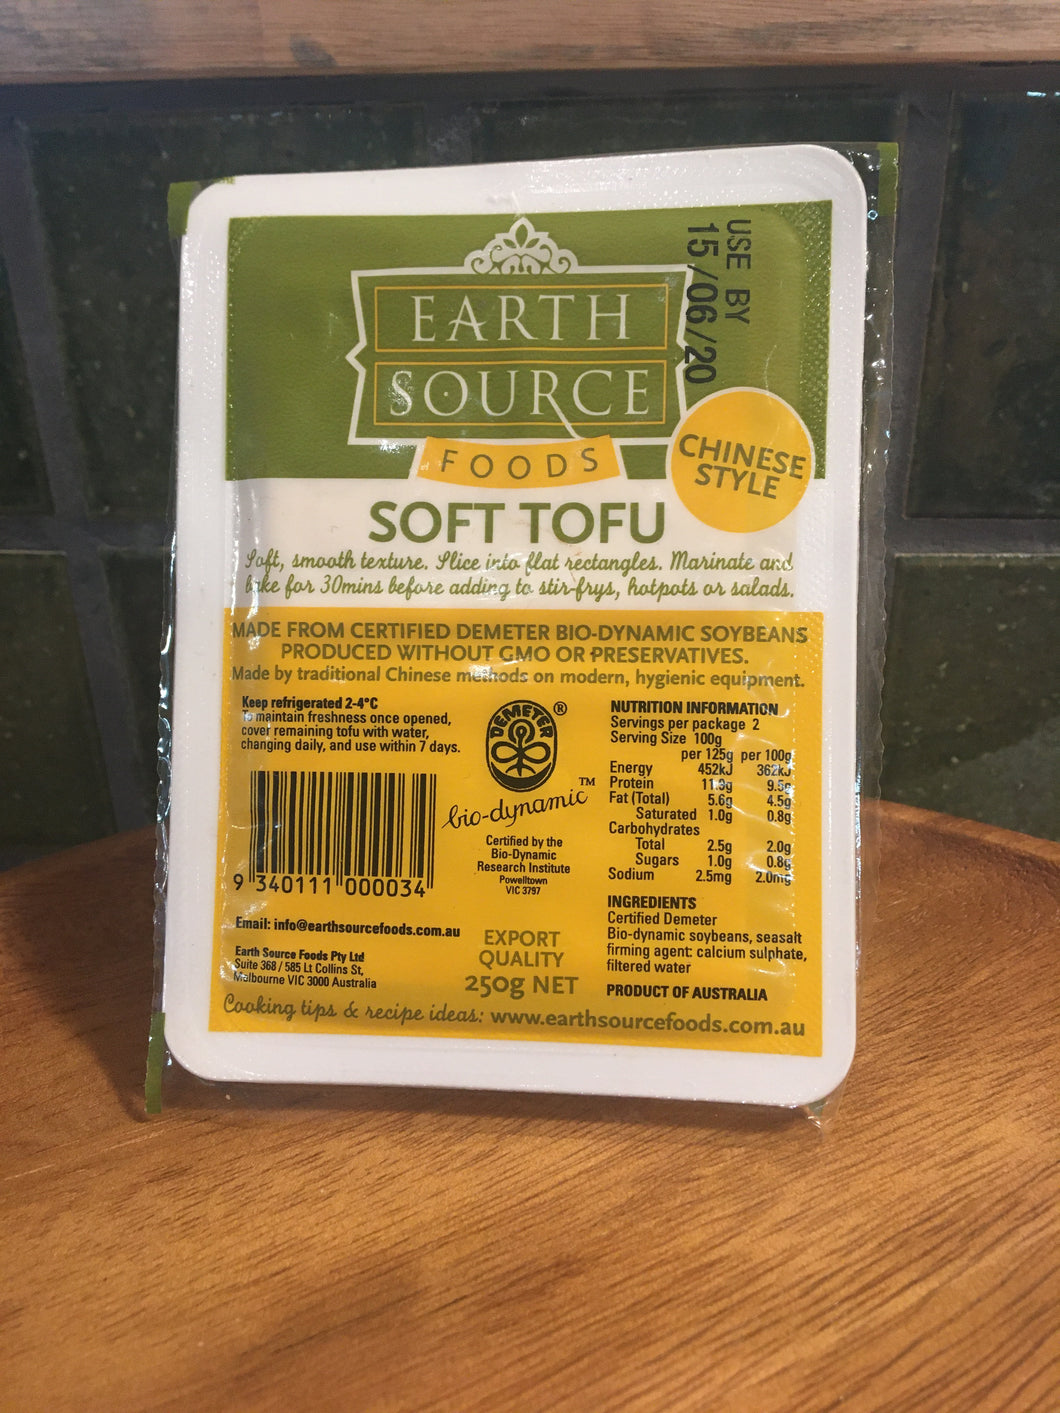 USE BY
15/06/20
EARTH
SOURCE
FOODS
CHINESE
STYLE
SOFT TOFU
Soft, smooth texture. Slice into flat rectangles. Marinate and
bake for 30mins before adding to stir-frys, hotpots or salads.
MADE FROM CERTIFIED DEMETER BIO-DYNAMIC SOYBEANS
PRODUCED WITHOUT GMO OR PRESERVATIVES.
Made by traditional Chinese methods on modern, hygienic equipment.
Keep refrigerated 2-4°C
To maintain freshness once opened,
cover remaining tofu with water,
changing daily, and use within 7 days.
9 340111 000034
Email: info@earthsourcefoods.com.au
Earth Source Foods Pty Ltd
Suite 368 / 585 Lt Collins St,
Melbourne VIC 3000 Australia
DEMETER ®
bio-dynamic ™
Certified by the
Bio-Dynamic
Research Institute
Powelltown
VIC 3797
EXPORT
QUALITY
250g NET
NUTRITION INFORMATION
Servings per package 2
Serving Size 100g
per 125g per 100g
Energy 452kJ 362kJ
Protein 11.9g 9.5g
Fat (Total) 5.6g 4.5g
Saturated 1.0g 0.8g
Carbohydrates
Total 2.5g 2.0g
Sugars 1.0g 0.8g
Sodium 2.5mg 2.0mg
INGREDIENTS
Certified Demeter
Bio-dynamic soybeans, seasalt
firming agent: calcium sulphate,
filtered water
PRODUCT OF AUSTRALIA
Cooking tips & recipe ideas: www.earthsourcefoods.com.au